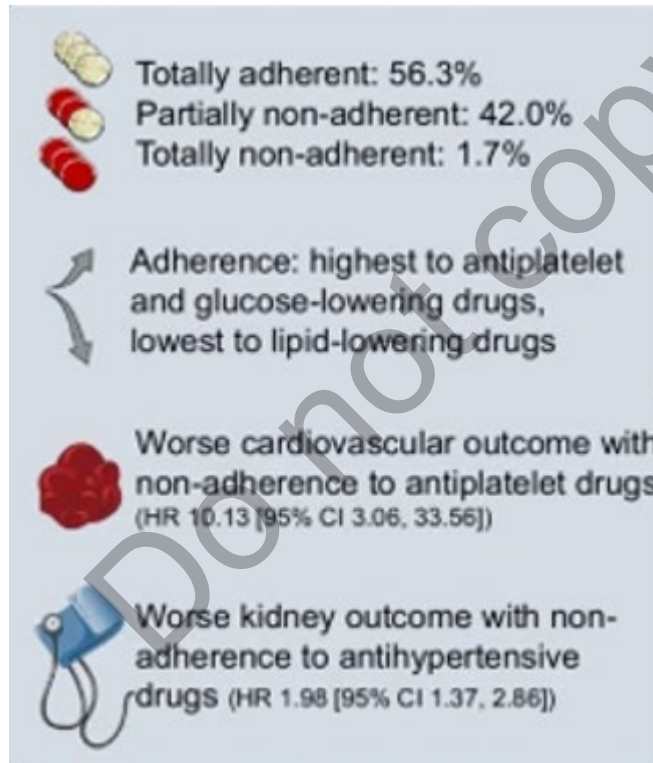 Totally adherent: 56.3%
Partially non-adherent: 42.0%
Totally non-adherent: 1.7%
Adherence: highest to antiplatelet
and glucose-lowering drugs,
lowest to lipid-lowering drugs
Worse cardiovascular outcome with
non-adherence to antiplatelet drugs
(HR 10.13 [95% CI 3.06, 33.56])
Worse kidney outcome with non-
adherence to antihypertensive
drugs (HR 1.98 [95% CI 1.37, 2.86])
Do not copy